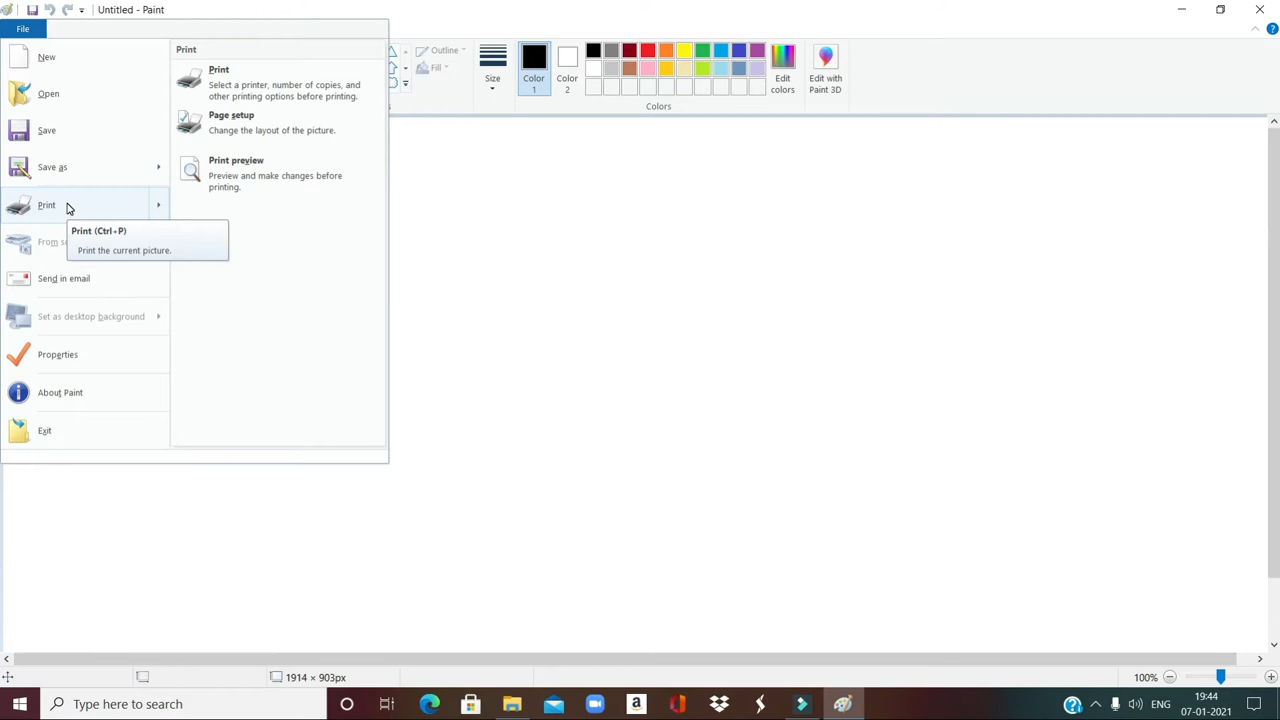 Untitled - Paint
File
New
Open
Save
Save as
Print
From sc
Send in email
Set as desktop background
Properties
About Paint
Exit
Print
Print
Select a printer, number of copies, and
other printing options before printing.
Page setup
Change the layout of the picture.
Print preview
Preview and make changes before
printing.
Print (Ctrl+P)
Print the current picture.
Outline
Fill
Size
Color
1
Color
2
Edit
colors
Edit with
Paint 3D
Colors
1914 × 903px
100%
Type here to search
ENG
19:44
07-01-2021